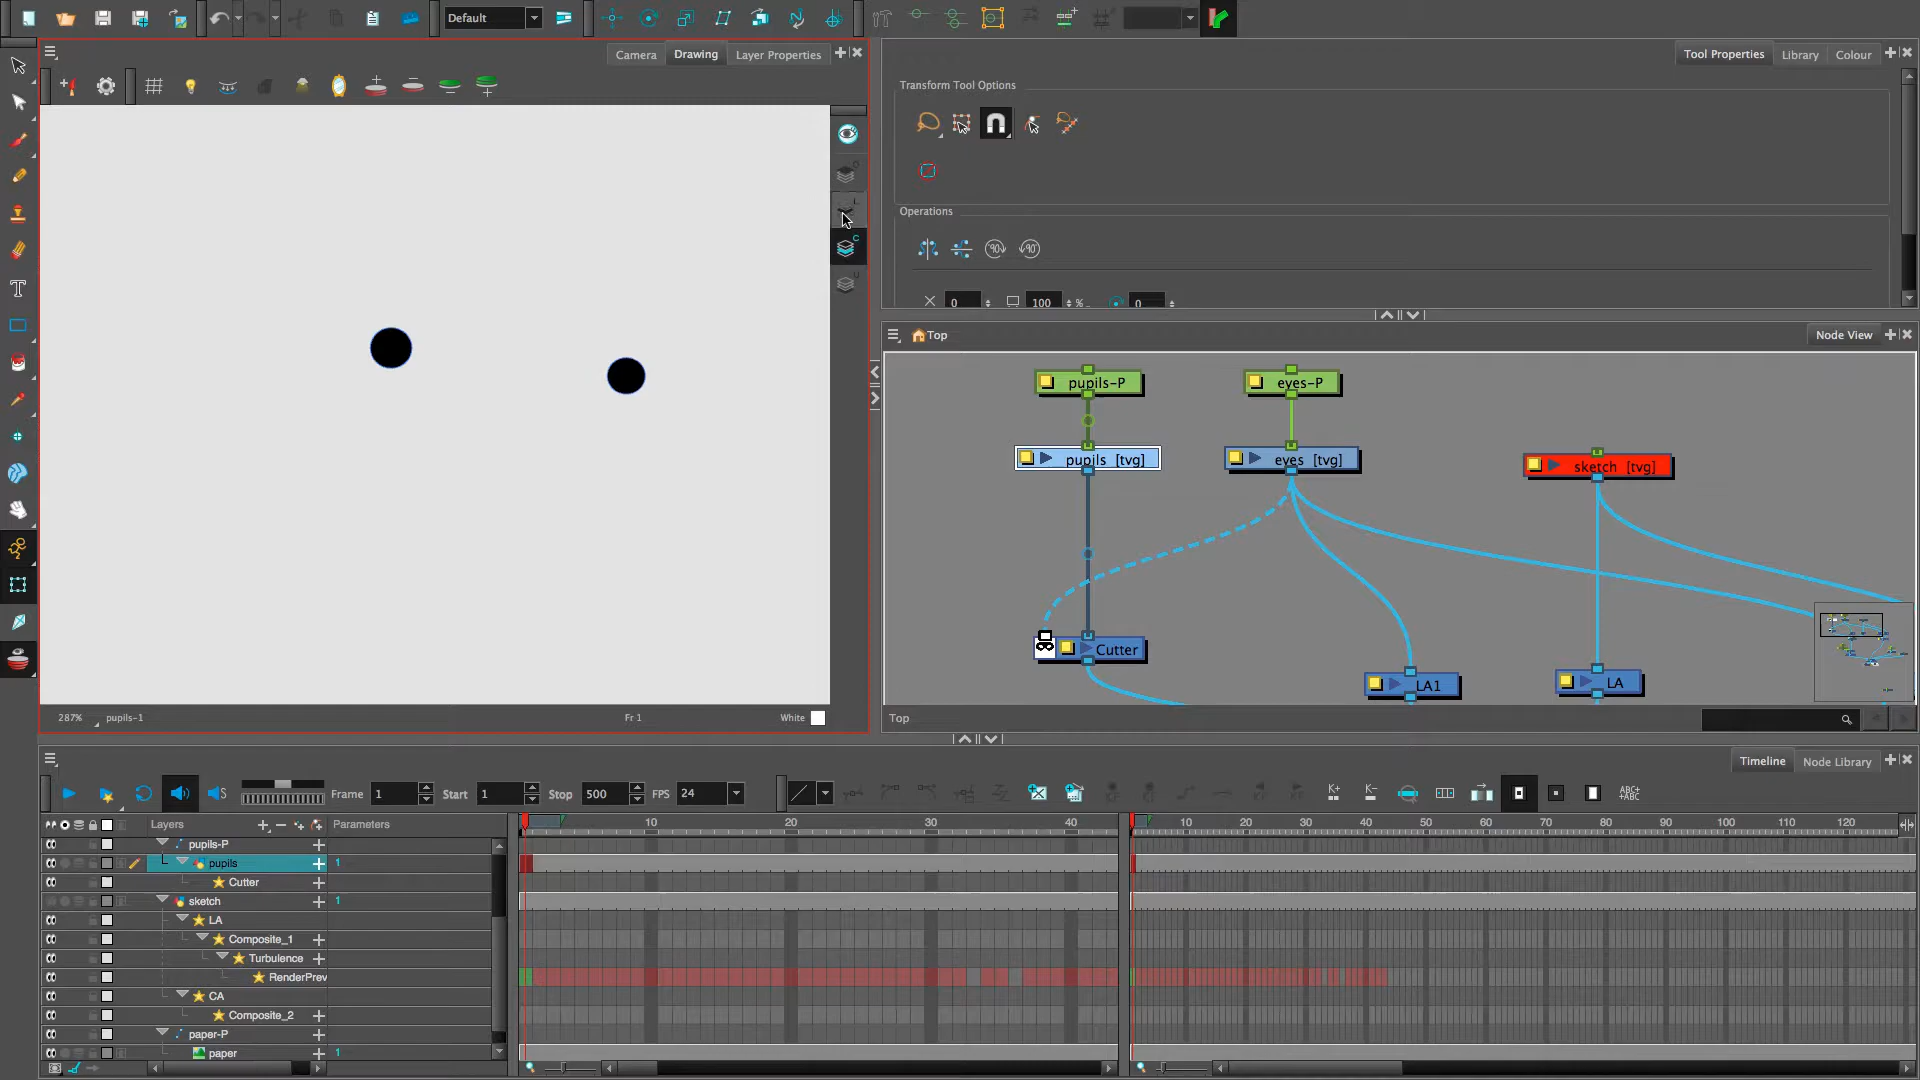 Default
Camera
Drawing
Layer Properties
Tool Properties
Library
Colour
Transform Tool Options
O
L
C
U
Operations
90
90
0
100
%
0
Top
Node View
pupils-P
eyes-P
pupils [tvg]
eyes [tvg]
sketch [tvg]
Cutter
LA1
LA
287%
pupils-1
Fr 1
White
Top
Timeline
Node Library
S
Frame
1
Start
1
Stop
500
FPS
24
K+
K-
ABC+
+ABC
Layers
Parameters
10
20
30
40
10
20
30
40
50
60
70
80
90
100
110
120
pupils-P
pupils
1
Cutter
sketch
1
LA
Composite_1
Turbulence
RenderPrev
CA
Composite_2
paper-P
paper
1